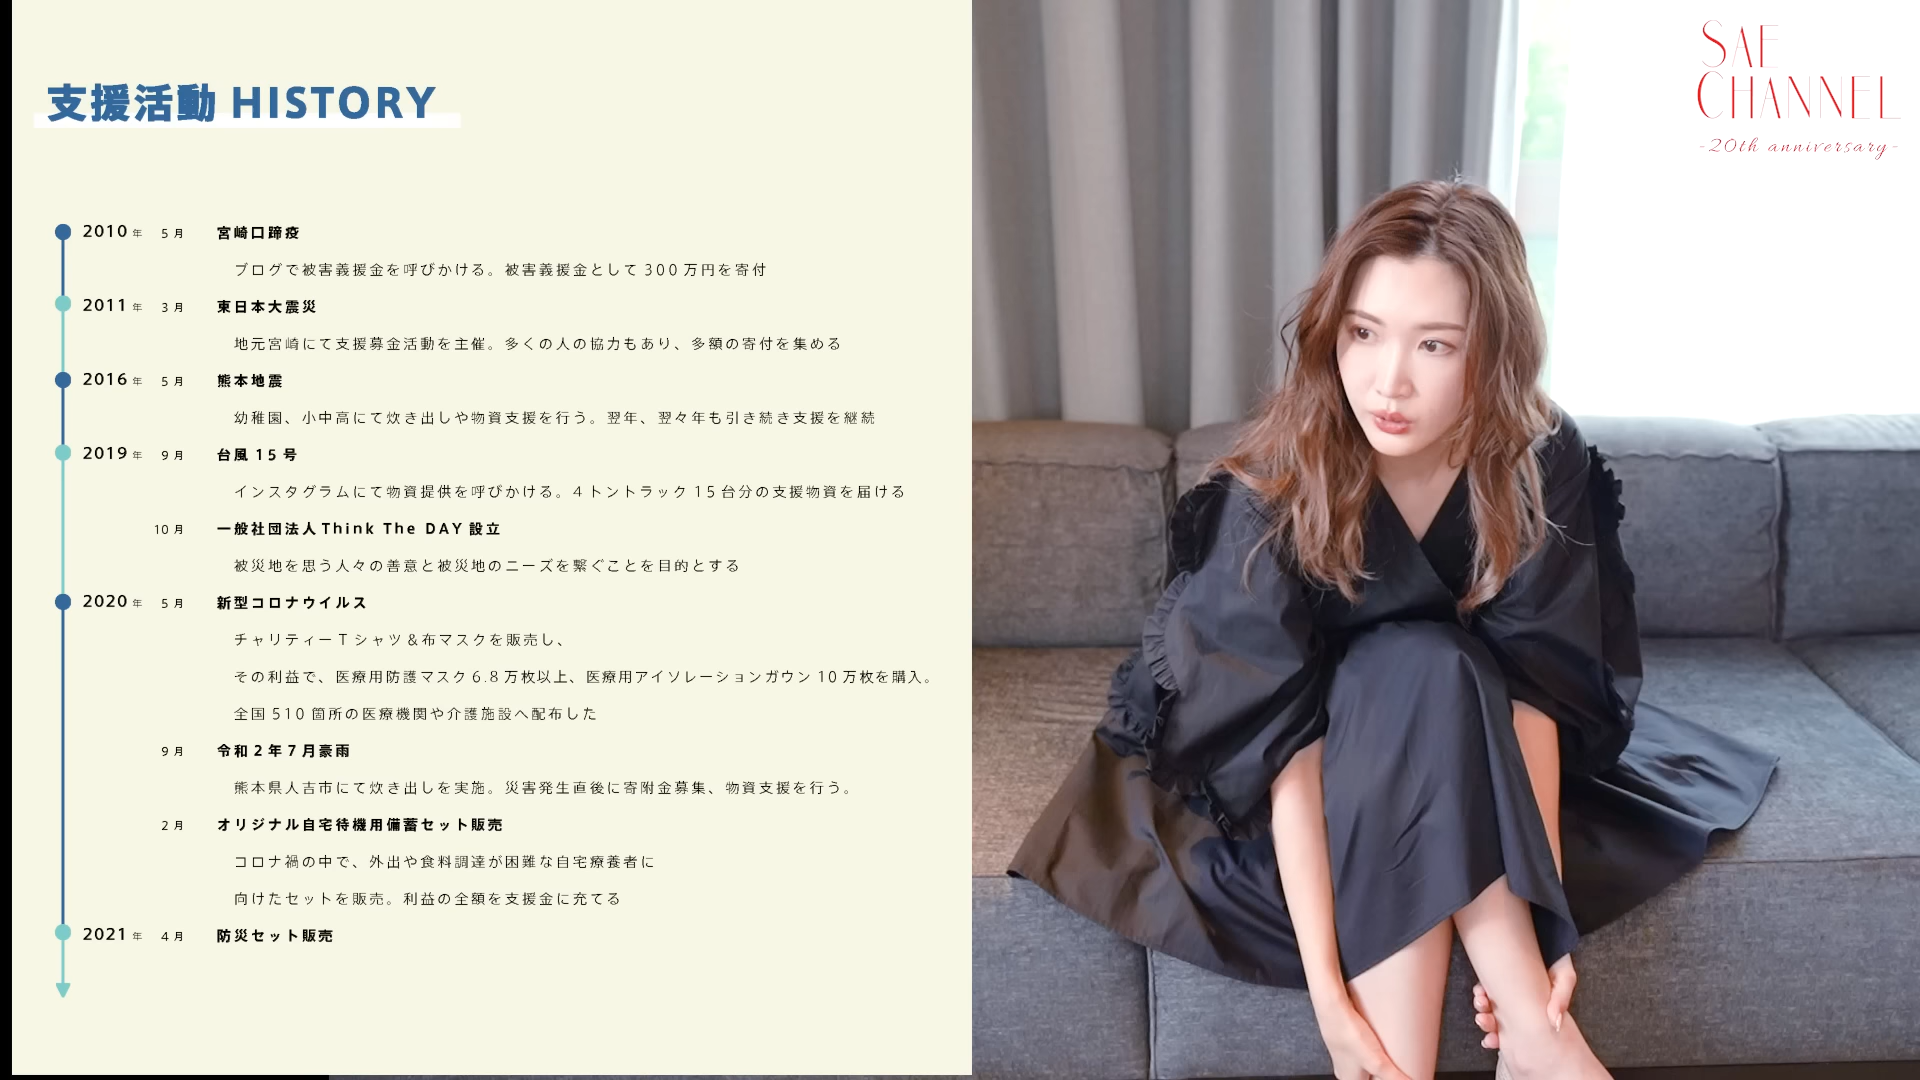 支援活動 HISTORY
2010年 5月 宮崎口蹄疫
ブログで被害義援金を呼びかける。被害義援金として300万円を寄付
2011年 3月 東日本大震災
地元宮崎にて支援募金活動を主催。多くの人の協力もあり、多額の寄付を集める
2016年 5月 熊本地震
幼稚園、小中高にて炊き出しや物資支援を行う。翌年、翌々年も引き続き支援を継続
2019年 9月 台風15号
インスタグラムにて物資提供を呼びかける。4トントラック15台分の支援物資を届ける
10月 一般社団法人Think The DAY設立
被災地を思う人々の善意と被災地のニーズを繋ぐことを目的とする
2020年 5月 新型コロナウイルス
チャリティーTシャツ&布マスクを販売し、
その利益で、医療用防護マスク6.8万枚以上、医療用アイソレーションガウン10万枚を購入。
全国510箇所の医療機関や介護施設へ配布した
9月 令和2年7月豪雨
熊本県人吉市にて炊き出しを実施。災害発生直後に寄附金募集、物資支援を行う。
2月 オリジナル自宅待機用備蓄セット販売
コロナ禍の中で、外出や食料調達が困難な自宅療養者に
向けたセットを販売。利益の全額を支援金に充てる
2021年 4月 防災セット販売
SAE
CHANNEL
-20th anniversary-